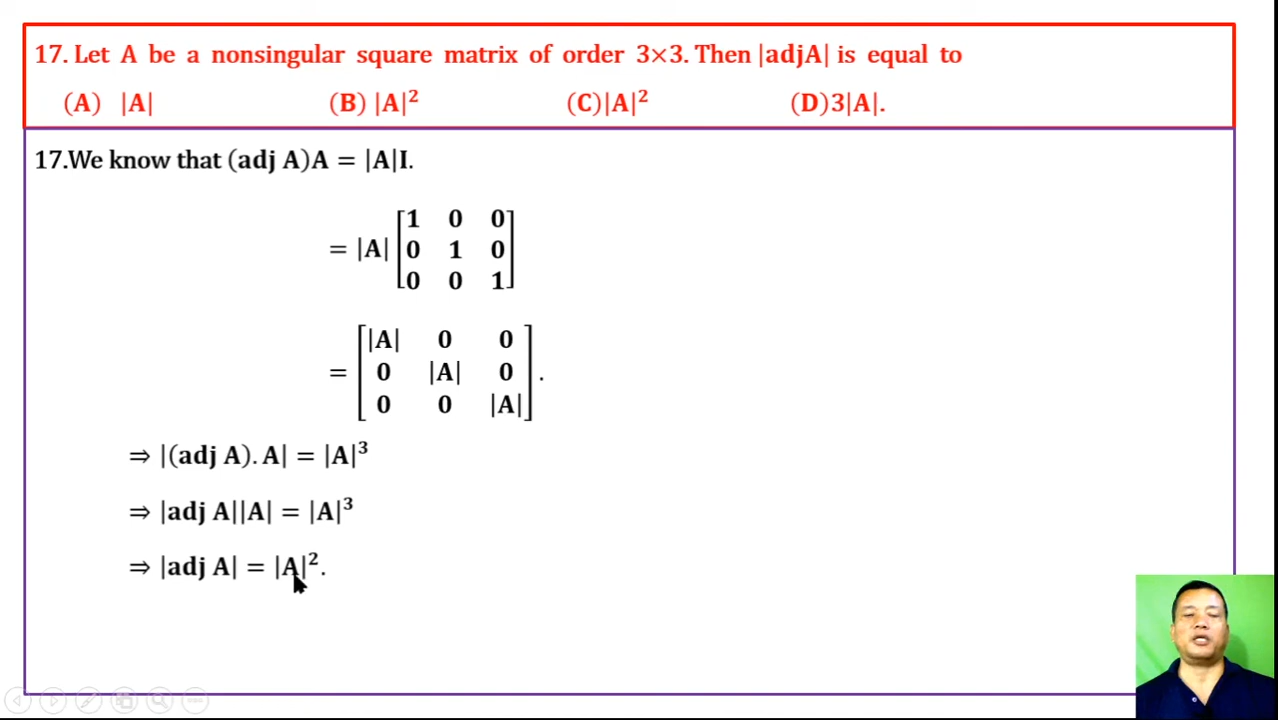 17. Let A be a nonsingular square matrix of order 3×3. Then |adjA| is equal to
(A) |A| (B) |A|² (C)|A|² (D)3|A|.
17.We know that (adj A)A = |A|I.
= |A| [1 0 0
0 1 0
0 0 1]
= [|A| 0 0
0 |A| 0
0 0 |A|].
⇒ |(adj A). A| = |A|³
⇒ |adj A||A| = |A|³
⇒ |adj A| = |A|².